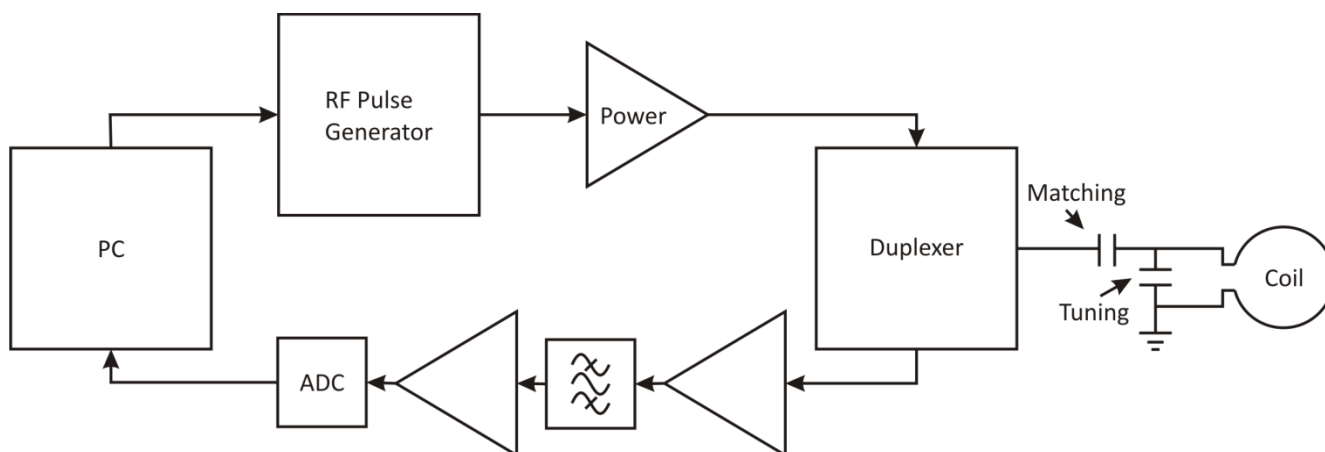 RF Pulse
Generator
Power
Matching
PC
Duplexer
Coil
Tuning
ADC